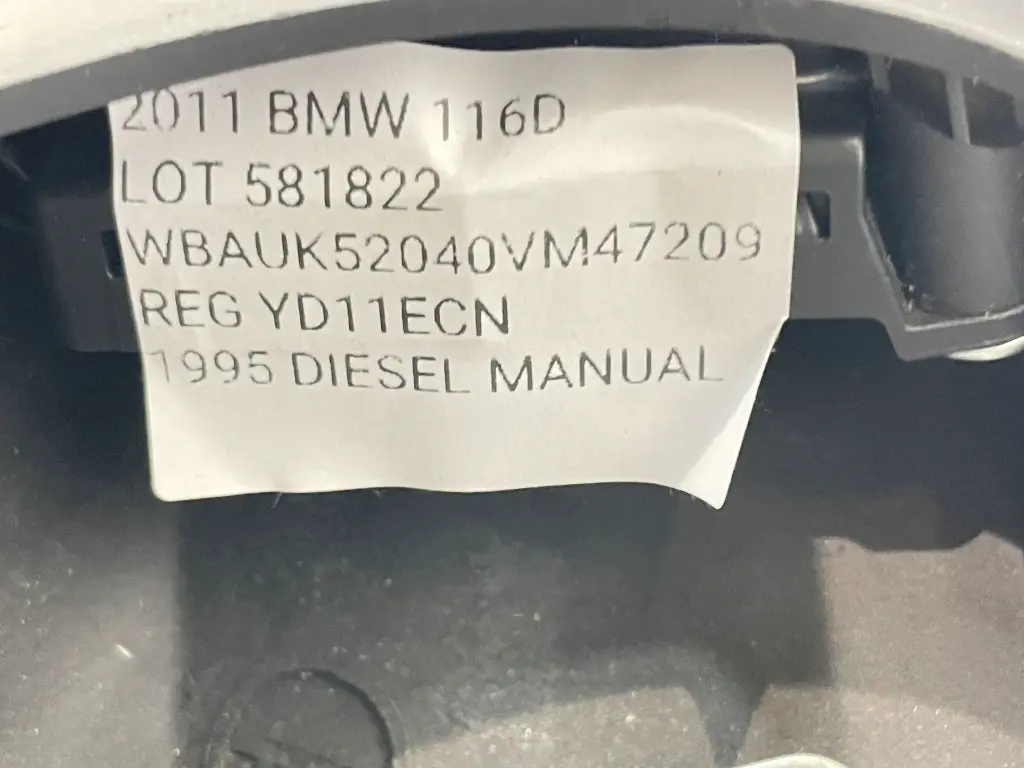 2011 BMW 116D
LOT 581822
WBAUK52040VM47209
REG YD11ECN
1995 DIESEL MANUAL